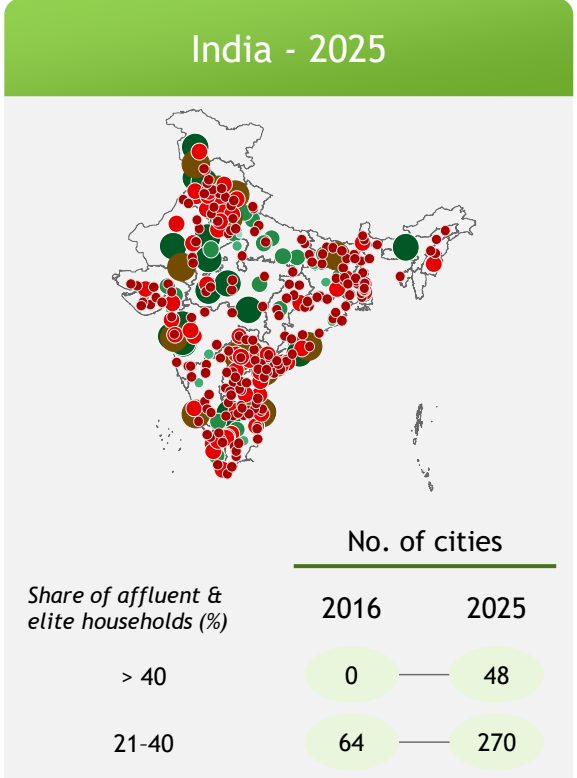 India - 2025
No. of cities
Share of affluent &
elite households (%)
2016 2025
> 40 0 48
21-40 64 270